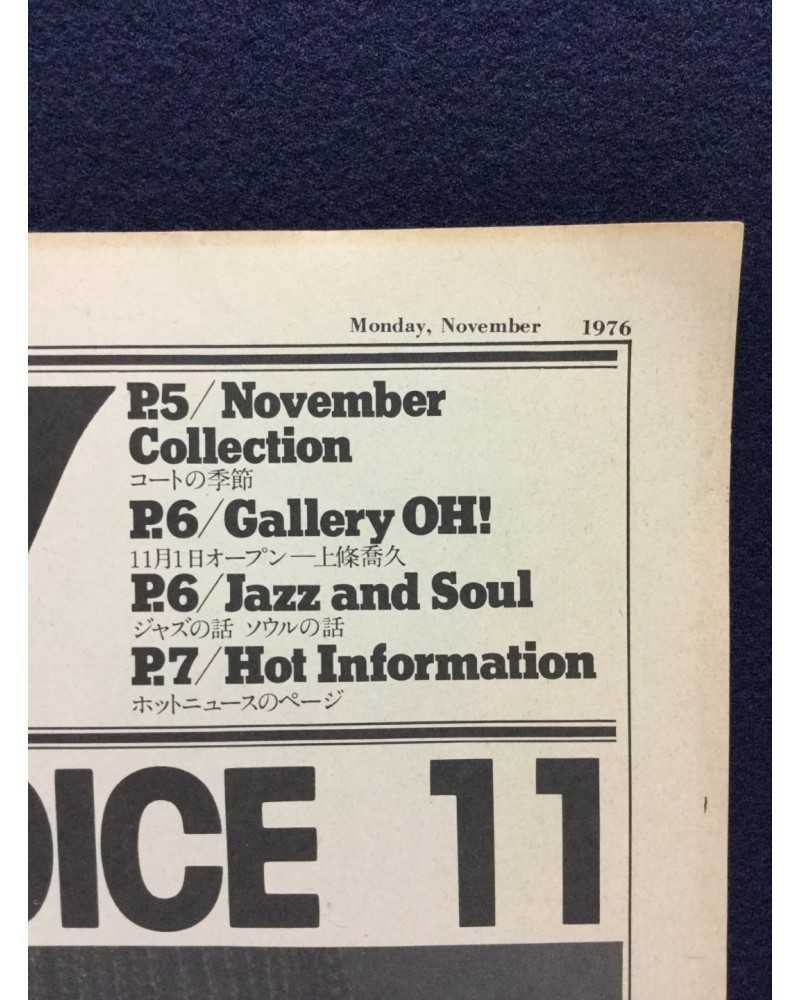 Monday, November 1976
P.5/November
Collection
コートの季節
P.6/Gallery OH!
11月1日オープン—上條喬久
P.6/Jazz and Soul
ジャズの話 ソウルの話
P.7/Hot Information
ホットニュースのページ
OICE 11